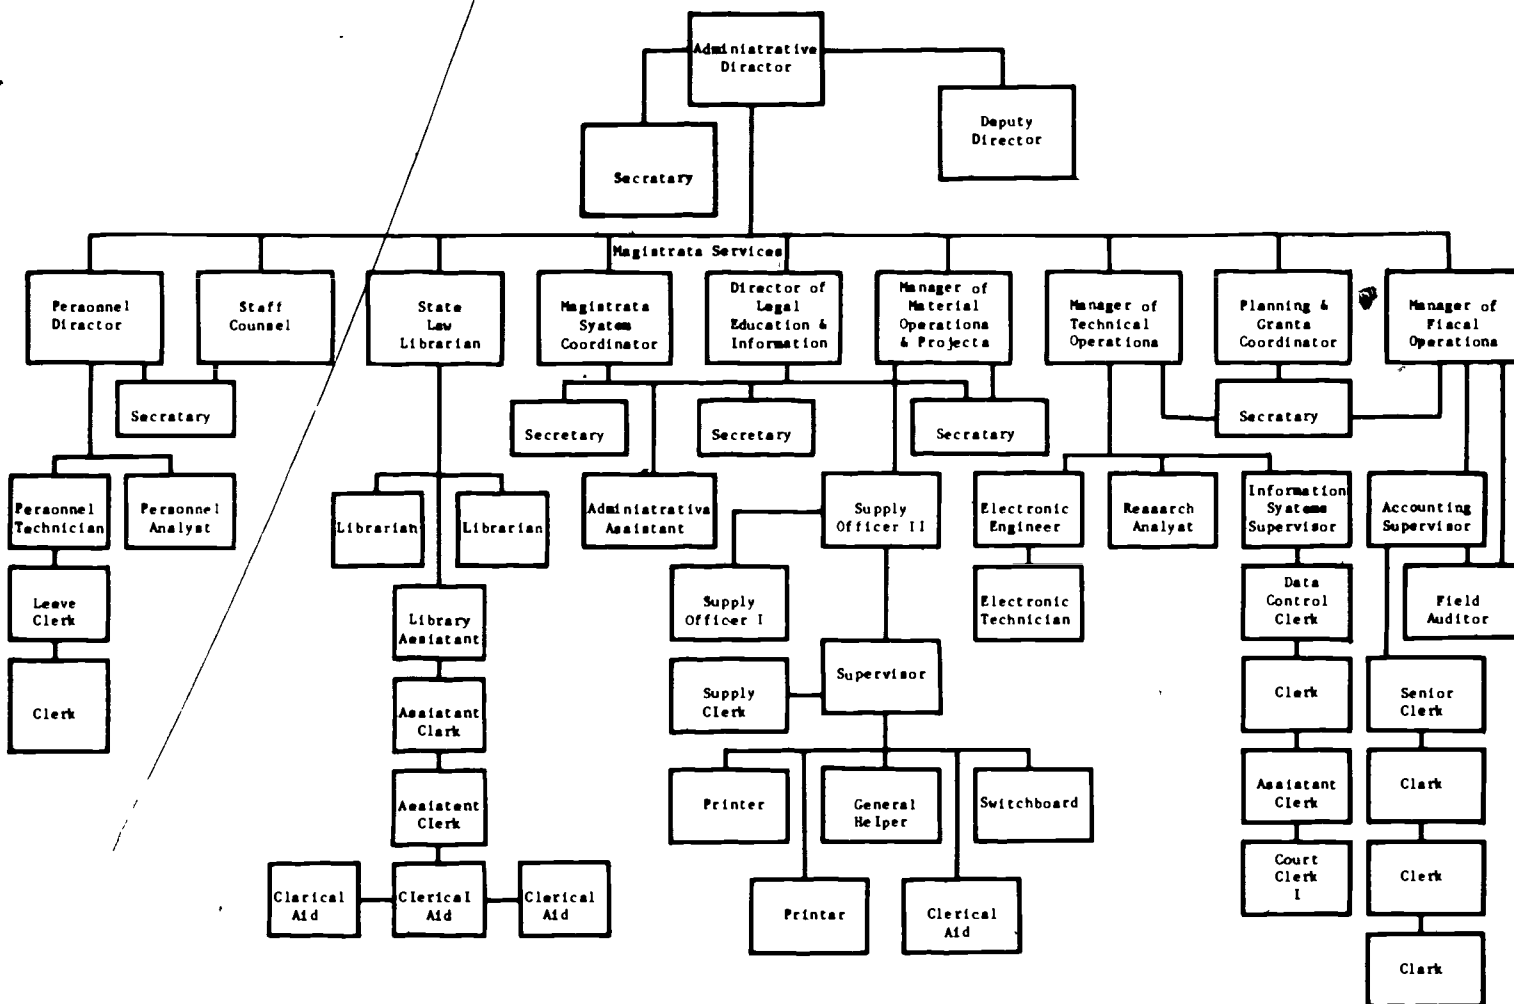 Administrative
Director
Deputy
Director
Secretary
Magistrate Services
Personnel
Director
Staff
Counsel
State
Law
Librarian
Magistrate
System
Coordinator
Director of
Legal
Education &
Information
Manager of
Material
Operations
& Projects
Manager of
Technical
Operations
Planning &
Grants
Coordinator
Manager of
Fiscal
Operations
Secretary
Secretary
Secretary
Secretary
Secretary
Personnel
Technician
Personnel
Analyst
Librarian
Librarian
Administrative
Assistant
Supply
Officer II
Electronic
Engineer
Research
Analyst
Information
Systems
Supervisor
Accounting
Supervisor
Leave
Clerk
Library
Assistant
Supply
Officer I
Electronic
Technician
Data
Control
Clerk
Field
Auditor
Clerk
Assistant
Clerk
Supply
Clerk
Supervisor
Clerk
Senior
Clerk
Assistant
Clerk
Printer
General
Helper
Switchboard
Assistant
Clerk
Clerk
Clerical
Aid
Clerical
Aid
Clerical
Aid
Printer
Clerical
Aid
Court
Clerk
I
Clerk
Clerk